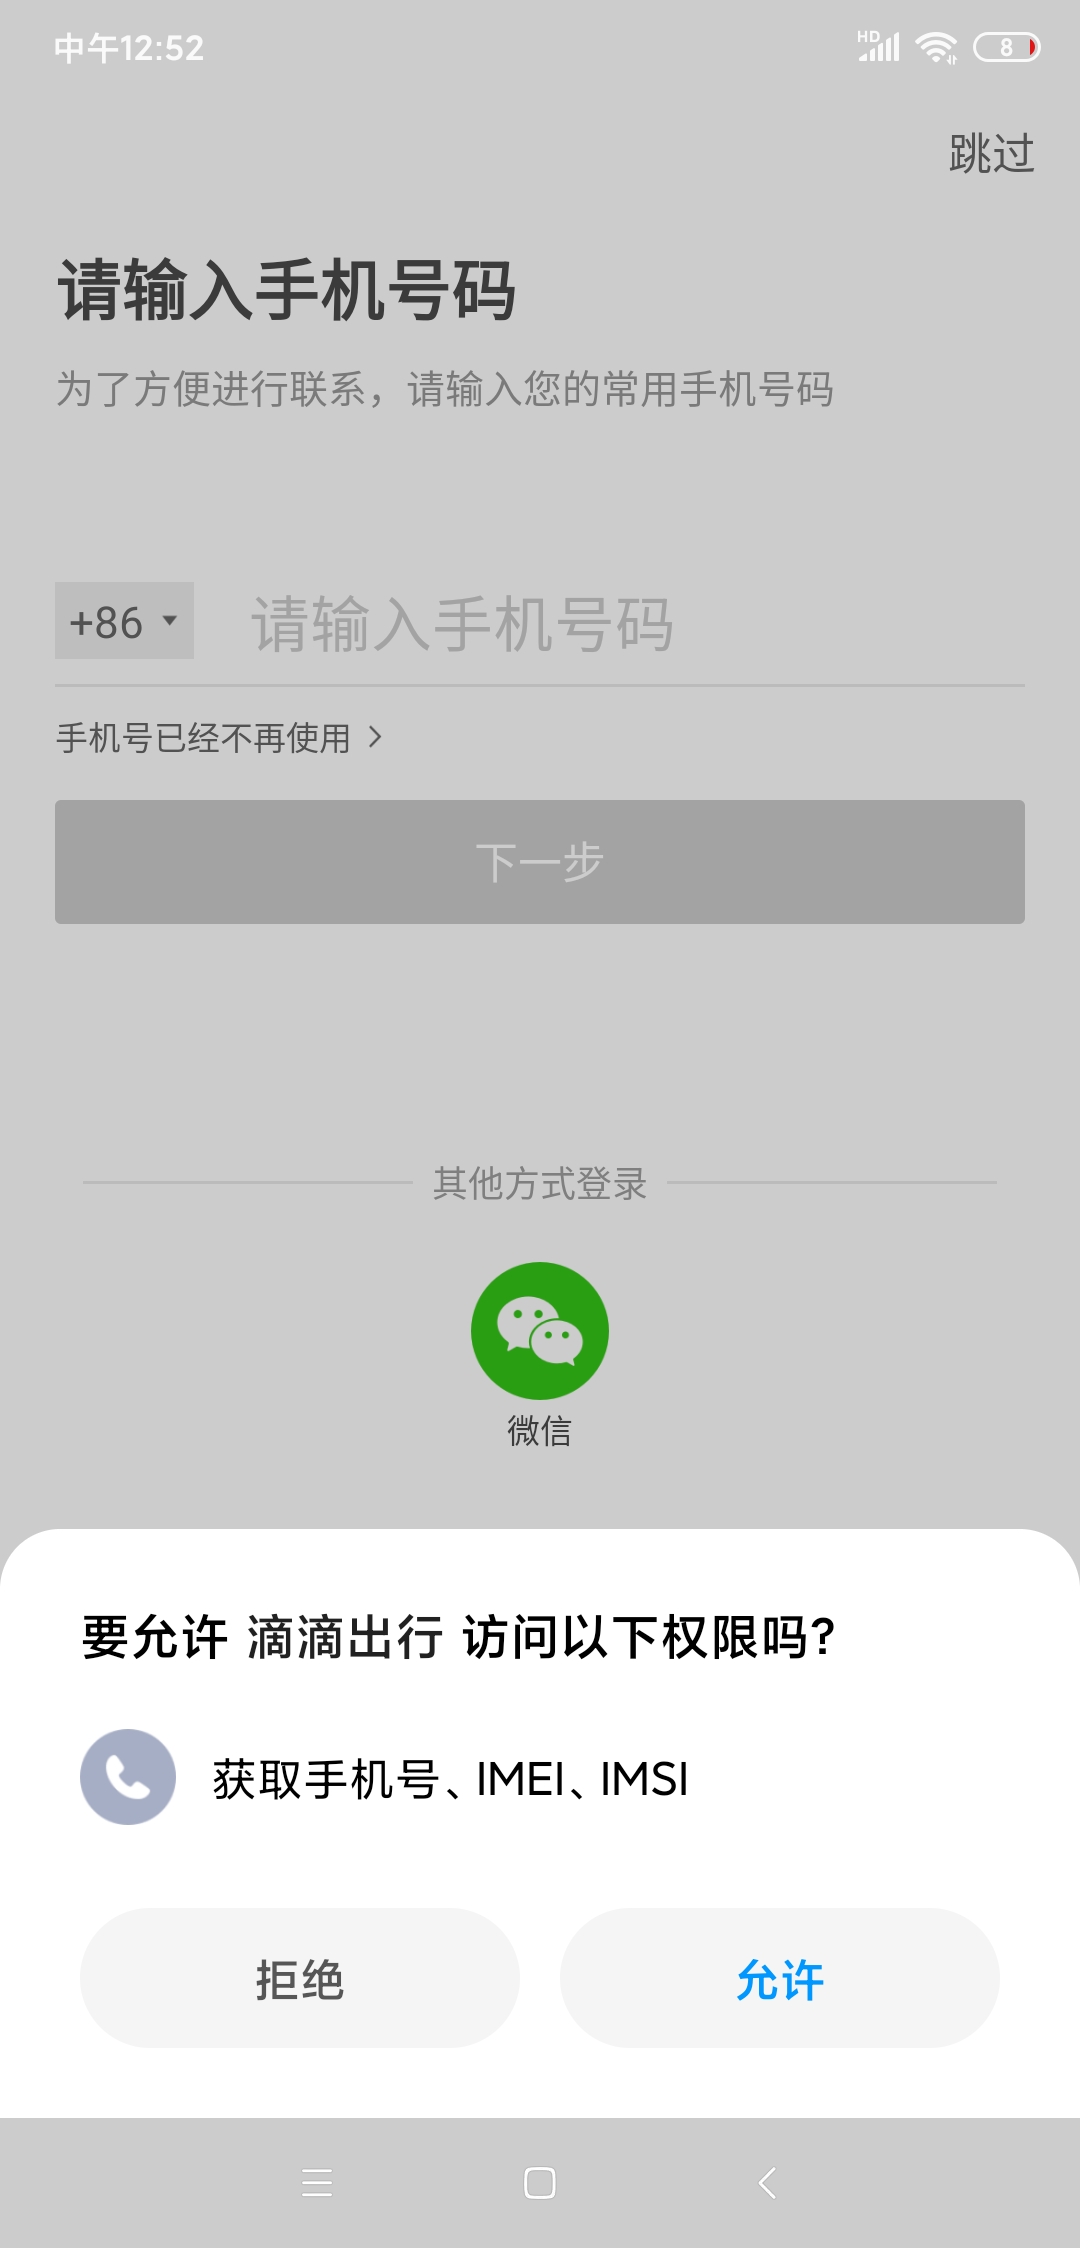 中午12:52
HD
8
跳过
请输入手机号码
为了方便进行联系，请输入您的常用手机号码
+86 请输入手机号码
手机号已经不再使用
下一步
其他方式登录
微信
要允许 滴滴出行 访问以下权限吗?
获取手机号、IMEI、IMSI
拒绝 允许